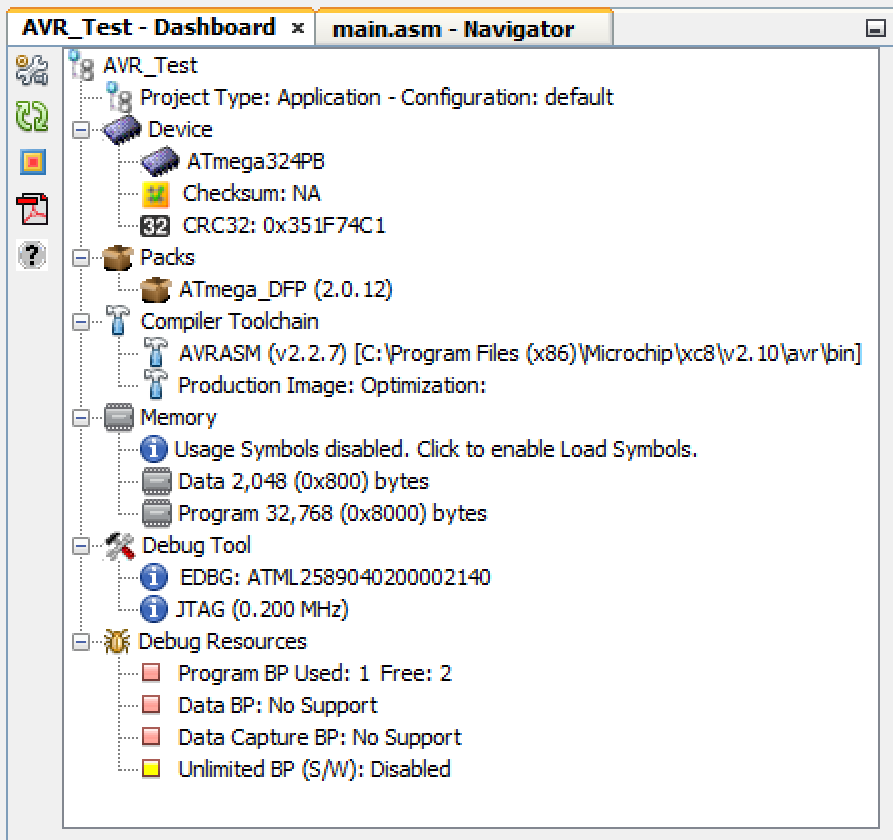 AVR_Test - Dashboard × main.asm - Navigator
AVR_Test
Project Type: Application - Configuration: default
Device
ATmega324PB
Checksum: NA
32 CRC32: 0x351F74C1
Packs
ATmega_DFP (2.0.12)
Compiler Toolchain
AVRASM (v2.2.7) [C:\Program Files (x86)\Microchip\xc8\v2.10\avr\bin]
Production Image: Optimization:
Memory
Usage Symbols disabled. Click to enable Load Symbols.
Data 2,048 (0x800) bytes
Program 32,768 (0x8000) bytes
Debug Tool
EDBG: ATML2589040200002140
JTAG (0.200 MHz)
Debug Resources
Program BP Used: 1 Free: 2
Data BP: No Support
Data Capture BP: No Support
Unlimited BP (S/W): Disabled